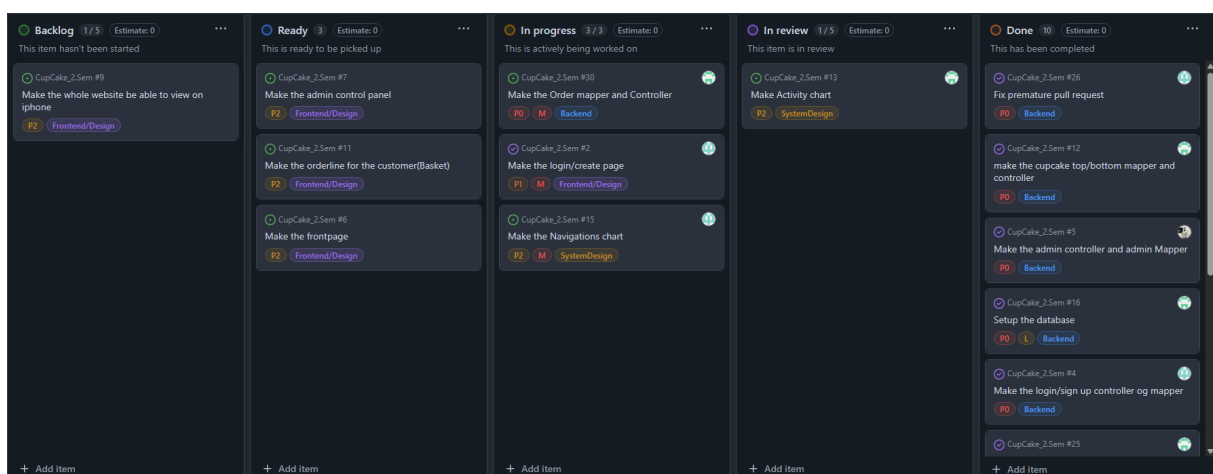 Backlog 1/5 Estimate: 0 ...
This item hasn't been started
CupCake_2.Sem #9
Make the whole website be able to view on
iphone
P2 Frontend/Design
+ Add item
Ready 3 Estimate: 0 ...
This is ready to be picked up
CupCake_2.Sem #7
Make the admin control panel
P2 Frontend/Design
CupCake_2.Sem #11
Make the orderline for the customer(Basket)
P2 Frontend/Design
CupCake_2.Sem #6
Make the frontpage
P2 Frontend/Design
+ Add item
In progress 3/3 Estimate: 0 ...
This is actively being worked on
CupCake_2.Sem #30
Make the Order mapper and Controller
P0 M Backend
CupCake_2.Sem #2
Make the login/create page
P1 M Frontend/Design
CupCake_2.Sem #15
Make the Navigations chart
P2 M SystemDesign
+ Add item
In review 1/5 Estimate: 0 ...
This item is in review
CupCake_2.Sem #13
Make Activity chart
P2 SystemDesign
+ Add item
Done 10 Estimate: 0 ...
This has been completed
CupCake_2.Sem #26
Fix premature pull request
P0 Backend
CupCake_2.Sem #12
make the cupcake top/bottom mapper and
controller
P0 Backend
CupCake_2.Sem #5
Make the admin controller and admin Mapper
P0 Backend
CupCake_2.Sem #16
Setup the database
P0 L Backend
CupCake_2.Sem #4
Make the login/sign up controller og mapper
P0 Backend
CupCake_2.Sem #25
+ Add item